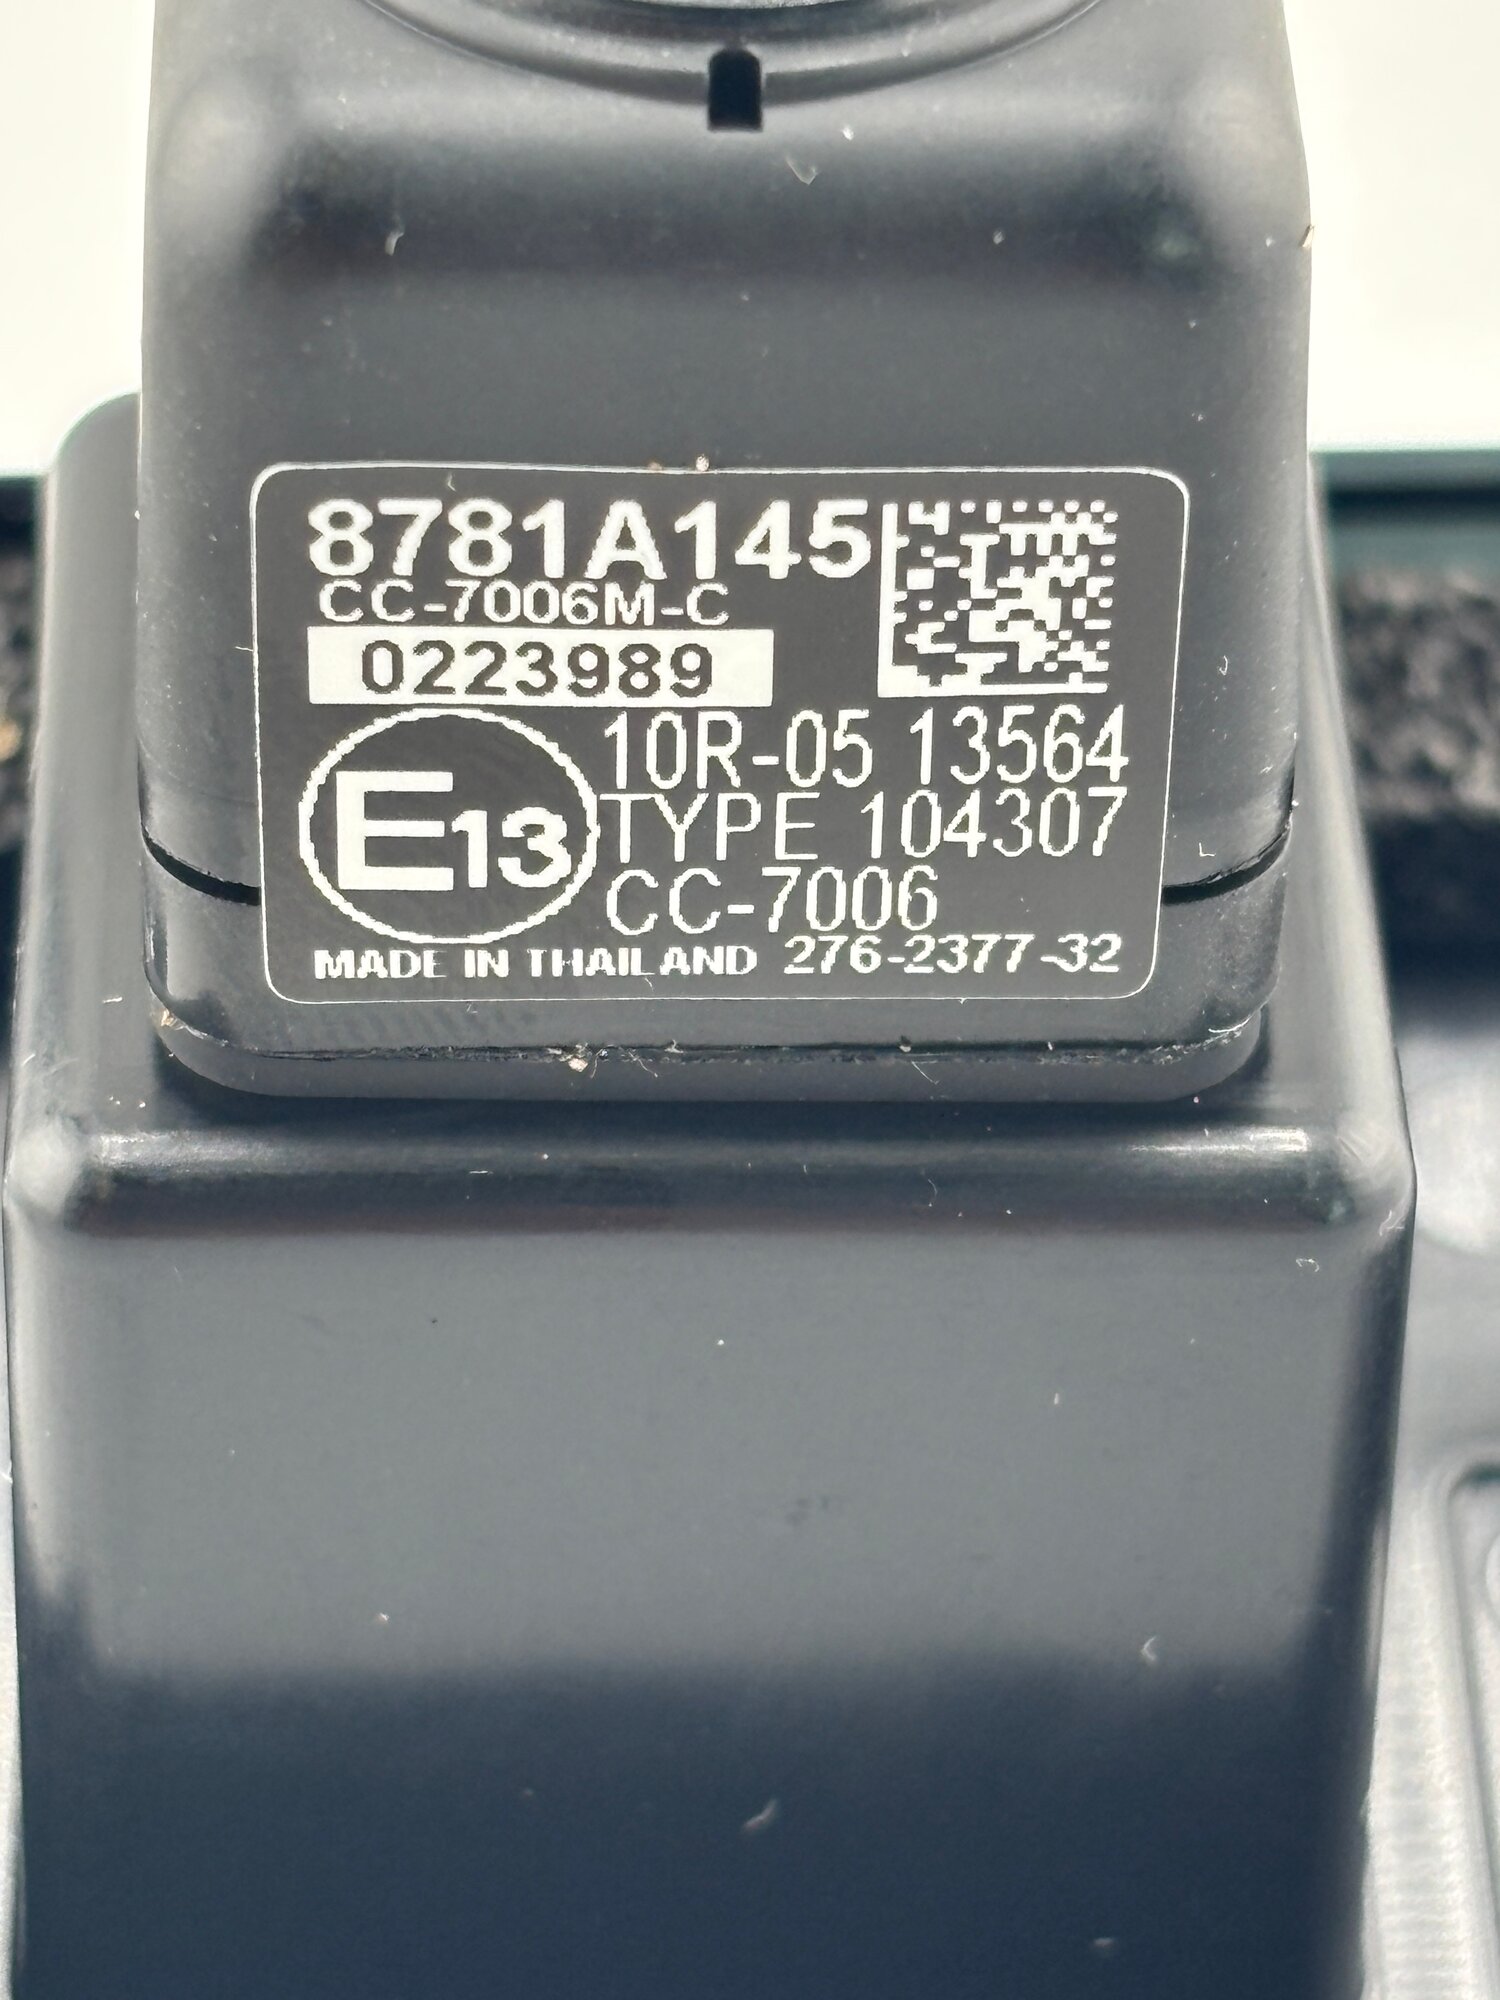 8781A145
CC-7006M-C
0223989
E13
10R-05 13564
TYPE 104307
CC-7006
MADE IN THAILAND 276-2377-32